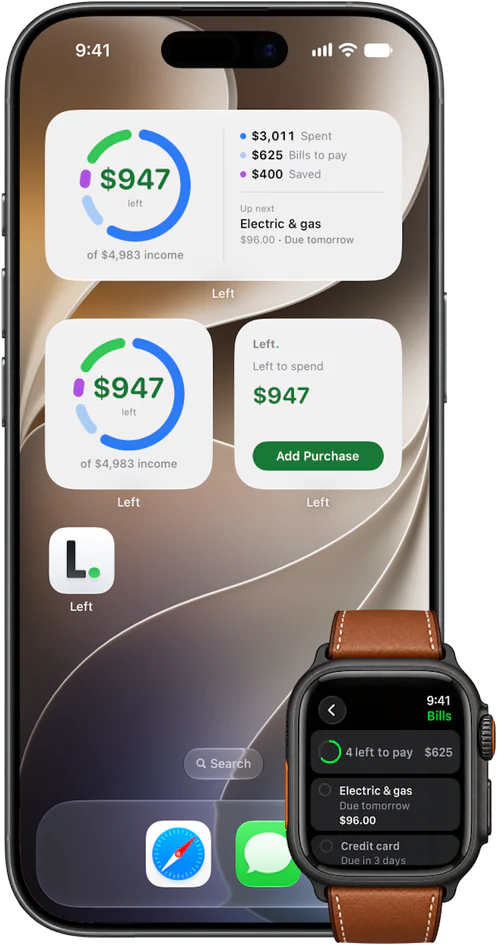 9:41
$3,011 Spent
$947
$625 Bills to pay
left
$400 Saved
of $4,983 income
Up next
Electric & gas
$96.00 · Due tomorrow
Left
$947
left
of $4,983 income
Left
Left.
Left to spend
$947
Add Purchase
Left
L.
Left
Search
9:41
Bills
4 left to pay $625
Electric & gas
Due tomorrow
$96.00
Credit card
Due in 3 days